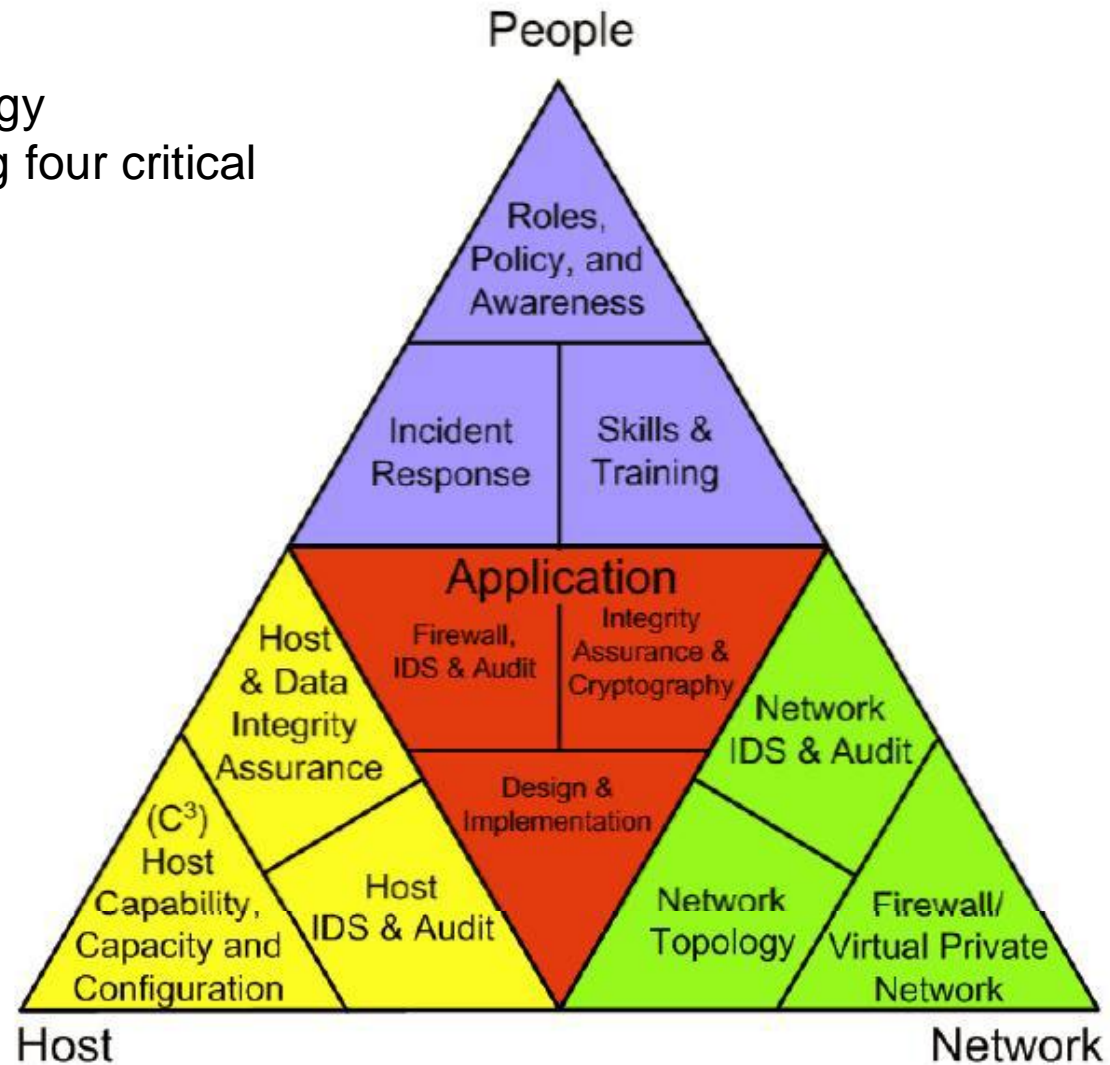 People
gy
g four critical
Roles,
Policy, and
Awareness
Incident
Response
Skills &
Training
Application
Firewall,
IDS & Audit
Integrity
Assurance &
Cryptography
Design &
Implementation
Host
& Data
Integrity
Assurance
(C³)
Host
Capability,
Capacity and
Configuration
Host
IDS & Audit
Network
IDS & Audit
Network
Topology
Firewall/
Virtual Private
Network
Host
Network